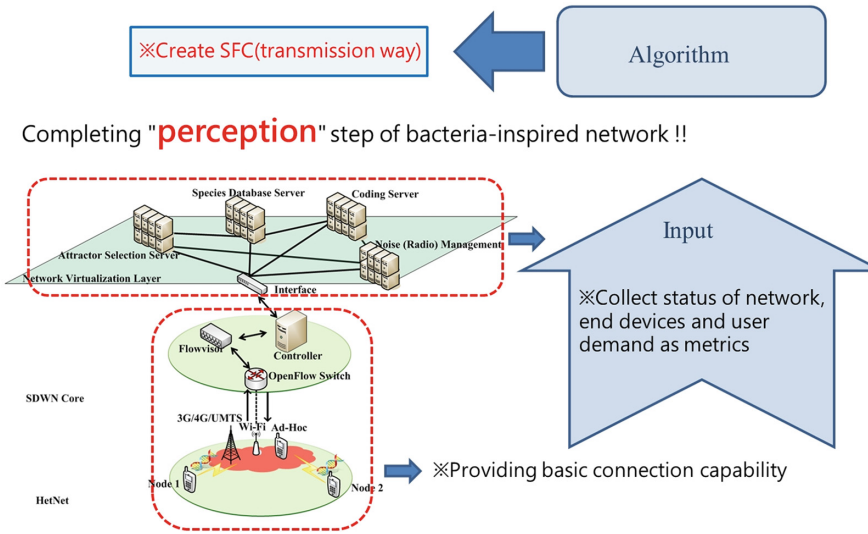 ※Create SFC(transmission way)
Algorithm
Completing "perception" step of bacteria-inspired network !!
Species Database Server
Coding Server
Attractor Selection Server
Noise (Radio) Management
Network Virtualization Layer
Interface
Input
※Collect status of network,
end devices and user
demand as metrics
Flowvisor
Controller
OpenFlow Switch
SDWN Core
3G/4G/UMTS
Wi-Fi
Ad-Hoc
Node 1
Node 2
HetNet
※Providing basic connection capability